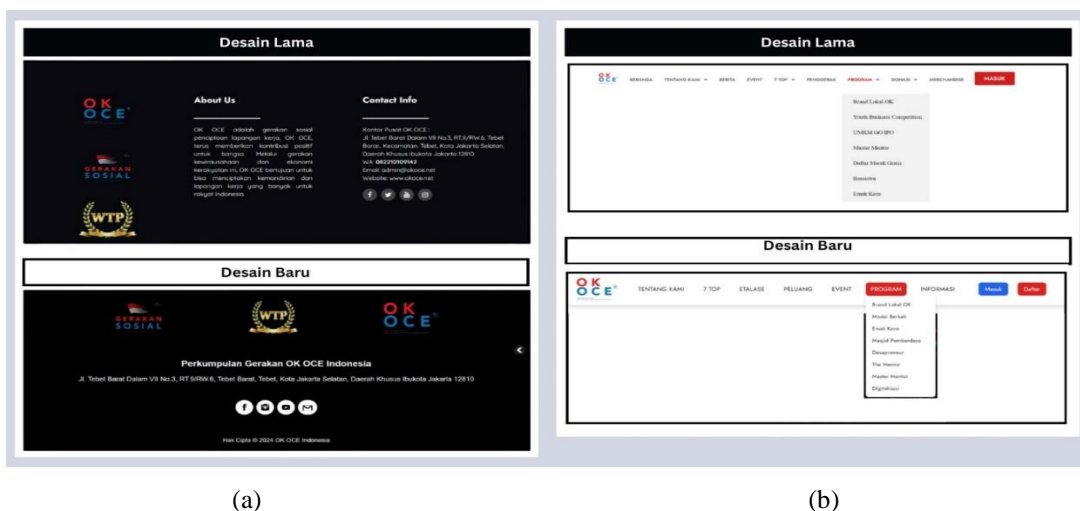 Desain Lama
OK
OCE
GERAKAN
SOSIAL
WTP
About Us
OK OCE adalah gerakan sosial
penciptaan lapangan kerja, OK OCE,
terus memberikan kontribusi positif
untuk bangsa. Melalui gerakan
kewirausahaan dan ekonomi
kerakyatan ini, OK OCE bertujuan untuk
bisa menciptakan kemandirian dan
lapangan kerja yang banyak untuk
rakyat Indonesia.
Contact Info
Kantor Pusat OK OCE :
Jl. Tebet Barat Dalam VII No.3, RT.9/RW.6, Tebet
Barat, Kecamatan. Tebet, Kota Jakarta Selatan,
Daerah Khusus Ibukota Jakarta 12810
WA: 082210109142
Email: admin@okoce.net
Website: www.okoce.net
Desain Baru
GERAKAN
SOSIAL
WTP
OK
OCE
Perkumpulan Gerakan OK OCE Indonesia
Jl. Tebet Barat Dalam VII No.3, RT.9/RW.6, Tebet Barat, Tebet, Kota Jakarta Selatan, Daerah Khusus Ibukota Jakarta 12810
Hak Cipta © 2024 OK OCE Indonesia
(a)
Desain Lama
OK
OCE
BERANDA TENTANG KAMI BERITA EVENT 7 TOP PENGGERAK PROGRAM DONASI MERCHANDISE MASUK
Brand Lokal OK
Youth Business Competition
UMKM GO IPO
Master Mentor
Daftar Merek Gratis
Beasiswa
Emak Kece
Desain Baru
OK
OCE
TENTANG KAMI 7 TOP ETALASE PELUANG EVENT PROGRAM INFORMASI Masuk Daftar
Brand Lokal OK
Modal Berkah
Emak Kece
Masjid Pemberdaya
Desapreneur
The Mentor
Master Mentor
Digitalisasi
(b)